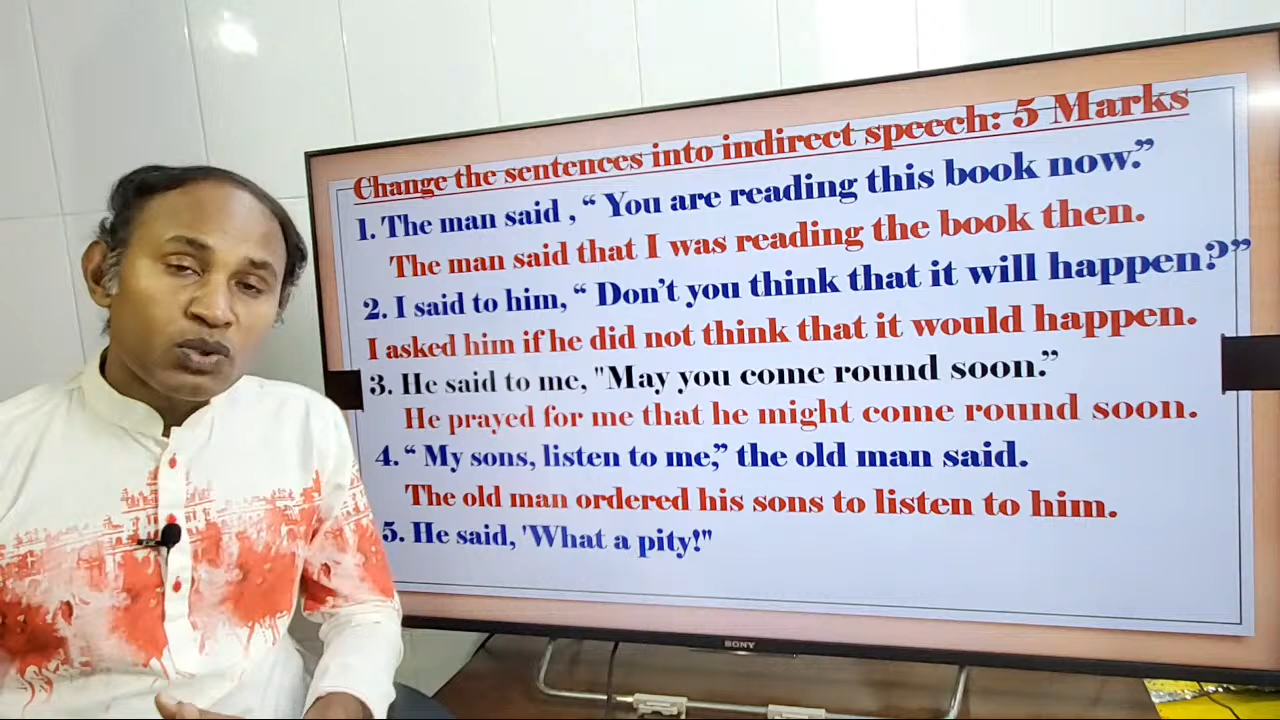 Change the sentences into indirect speech: 5 Marks
1. The man said , “ You are reading this book now.”
The man said that I was reading the book then.
2. I said to him, “ Don’t you think that it will happen?”
I asked him if he did not think that it would happen.
3. He said to me, "May you come round soon.”
He prayed for me that he might come round soon.
4. “ My sons, listen to me,” the old man said.
The old man ordered his sons to listen to him.
5. He said, 'What a pity!"
SONY